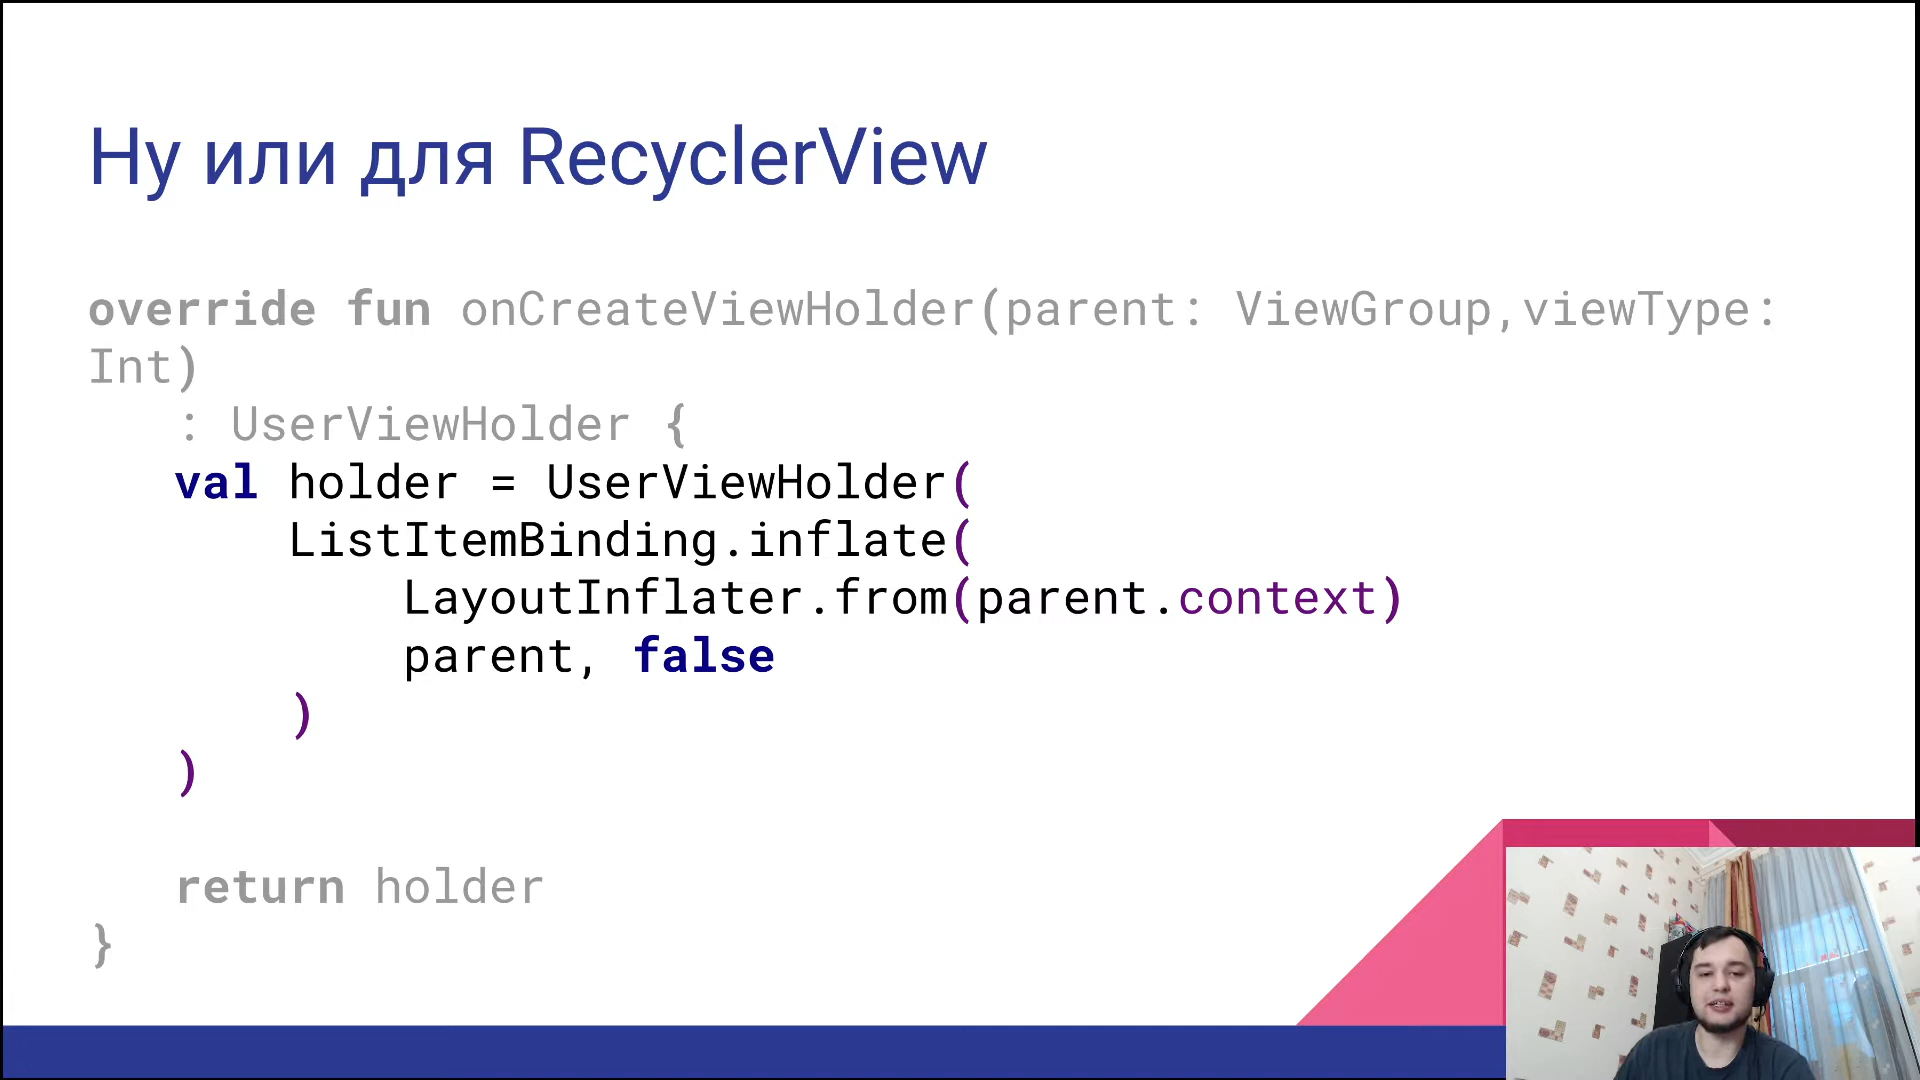 Ну или для RecyclerView
override fun onCreateViewHolder(parent: ViewGroup,viewType:
Int)
: UserViewHolder {
val holder = UserViewHolder(
ListItemBinding.inflate(
LayoutInflater.from(parent.context)
parent, false
)
)
return holder
}